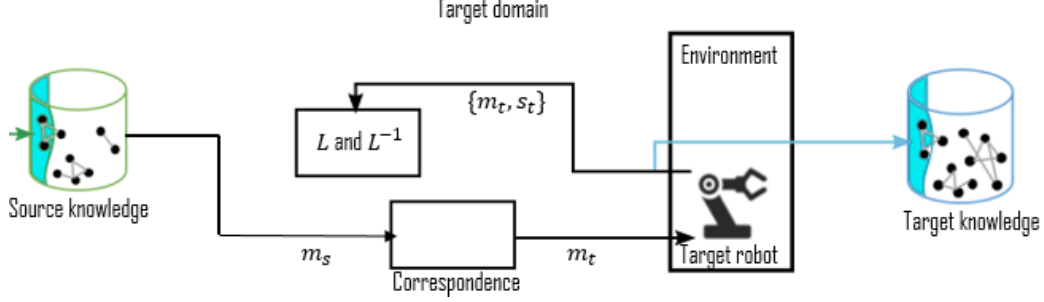 Target domain
Environment
{m_t, s_t}
L and L^{-1}
Source knowledge
Target knowledge
m_s
m_t
Target robot
Correspondence